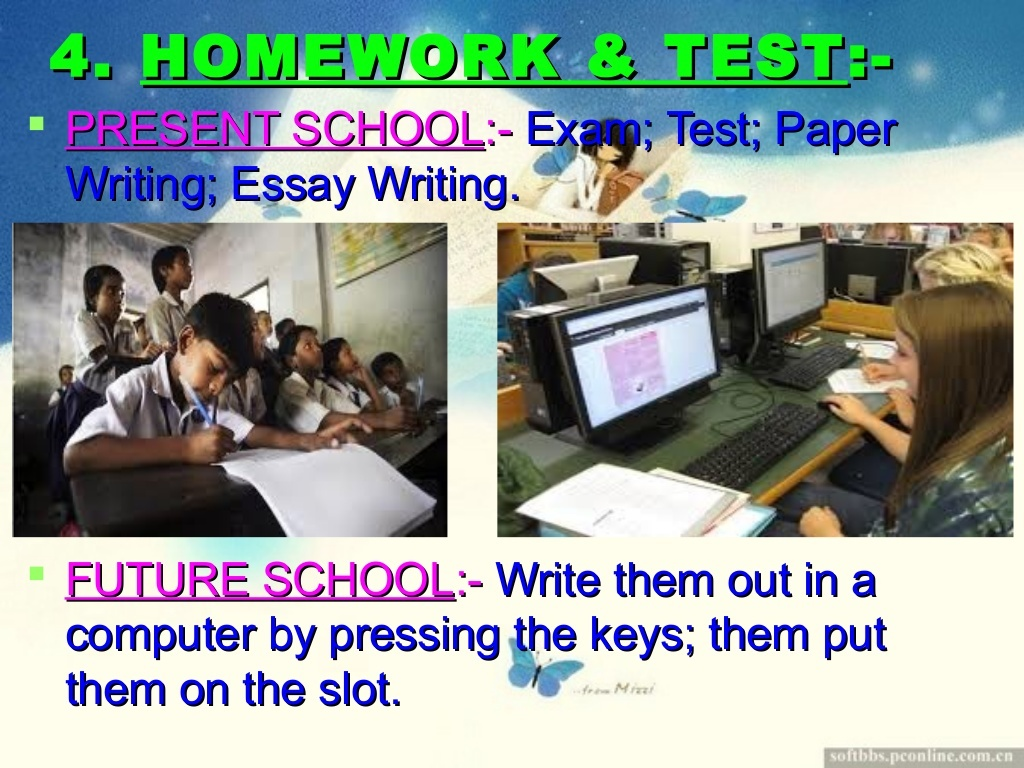 4. HOMEWORK & TEST:-
PRESENT SCHOOL:- Exam; Test; Paper
Writing; Essay Writing.
FUTURE SCHOOL:- Write them out in a
computer by pressing the keys; them put
them on the slot.
..from Mizzi
softbbs.pconline.com.cn